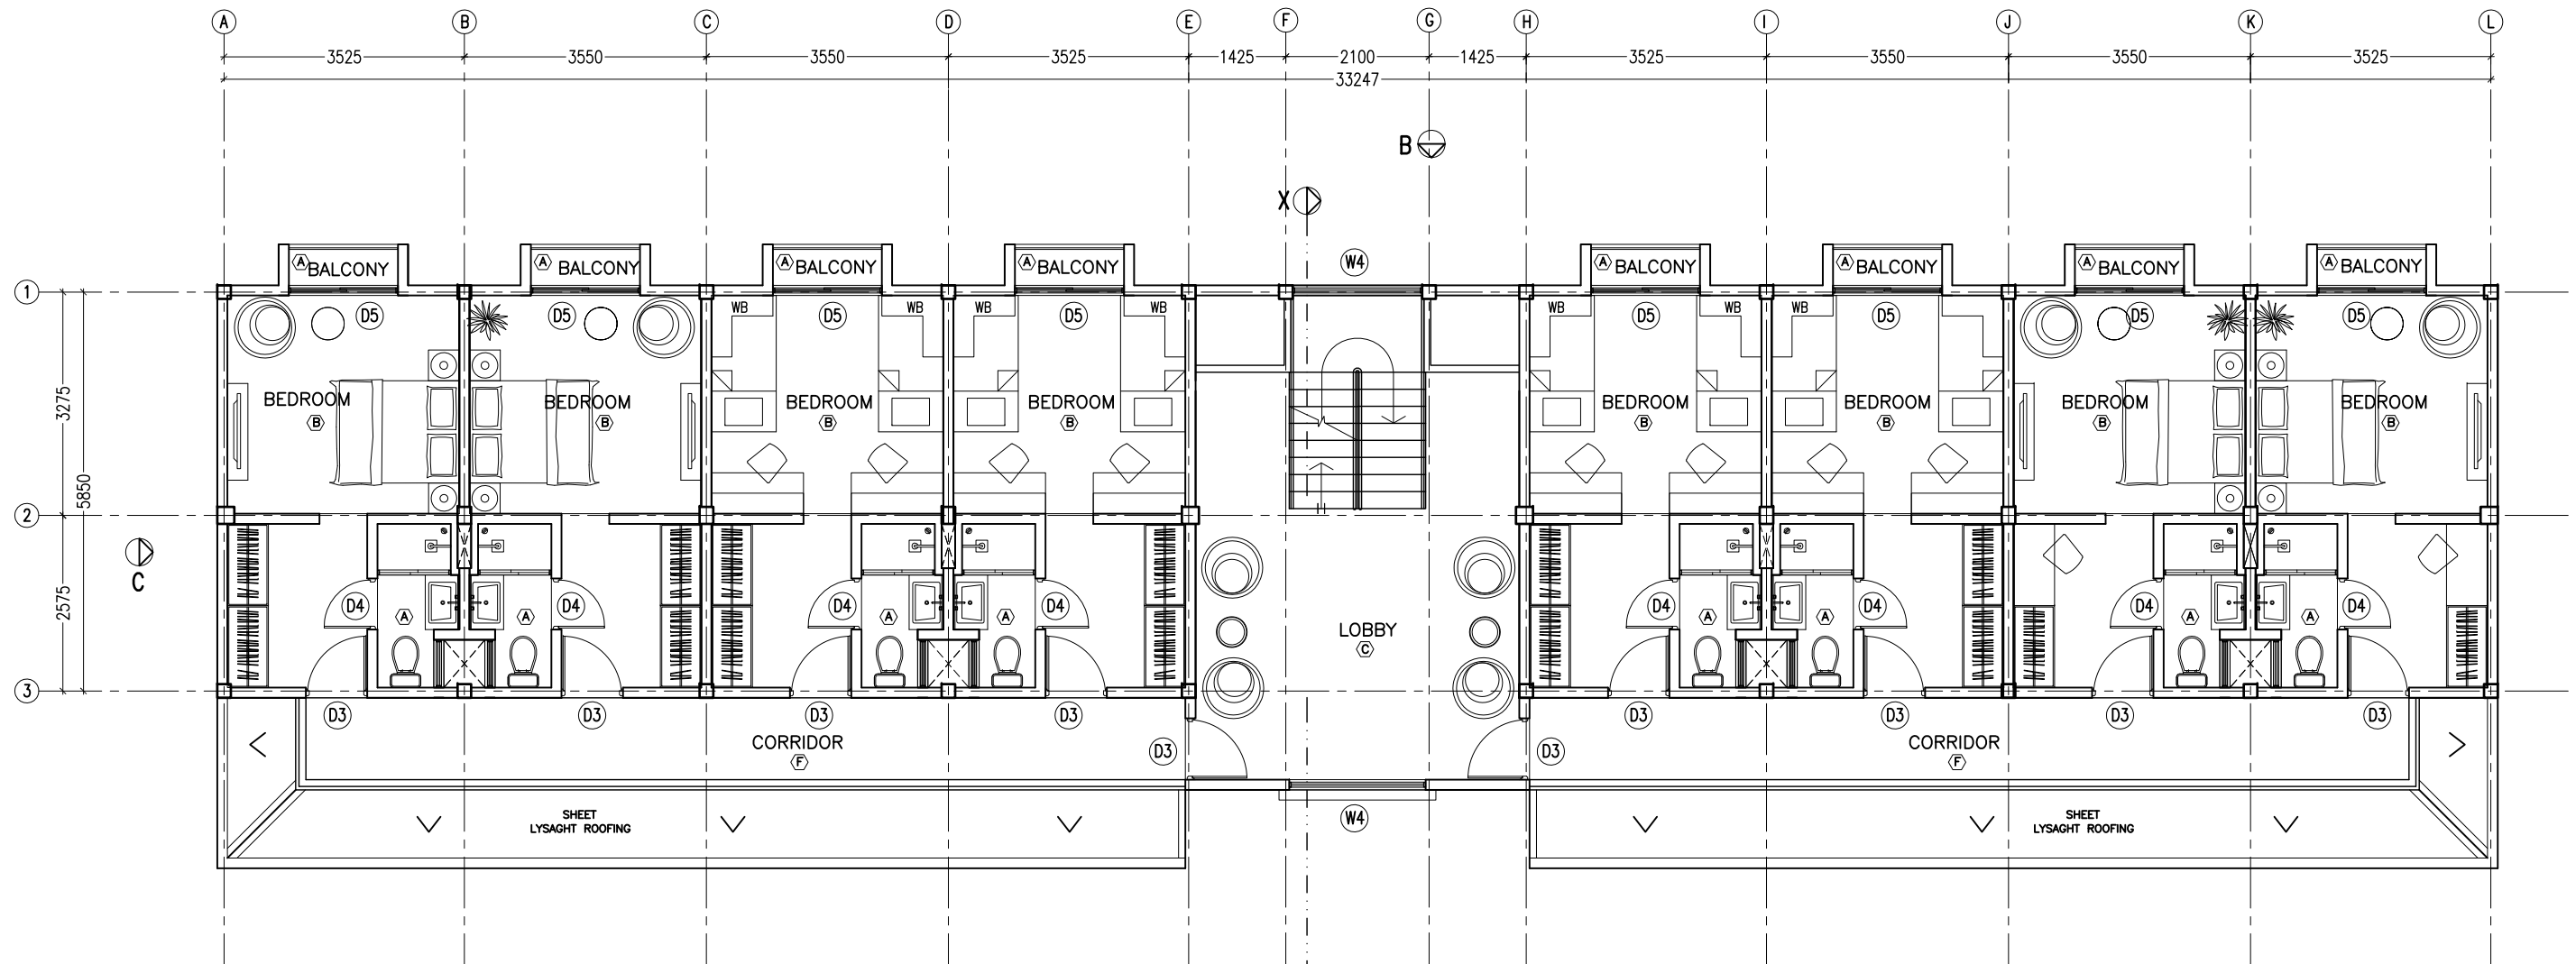 A B C D E F G H I J K L
3525 3550 3550 3525 1425 2100 1425 3525 3550 3550 3525
33247
B
X
W4
A BALCONY A BALCONY A BALCONY A BALCONY A BALCONY A BALCONY A BALCONY A BALCONY
1
D5 D5 WB D5 WB WB D5 WB WB D5 WB WB D5 WB D5 D5
3275
5850
BEDROOM BEDROOM BEDROOM BEDROOM BEDROOM BEDROOM BEDROOM BEDROOM
B B B B B B B B
2
C
2575
D4 D4 D4 D4 D4 D4 D4 D4
A A A A A A A A
LOBBY
C
3
D3 D3 D3 D3 D3 D3 D3 D3
CORRIDOR D3 D3 CORRIDOR
F F
SHEET
LYSAGHT ROOFING
W4
SHEET
LYSAGHT ROOFING